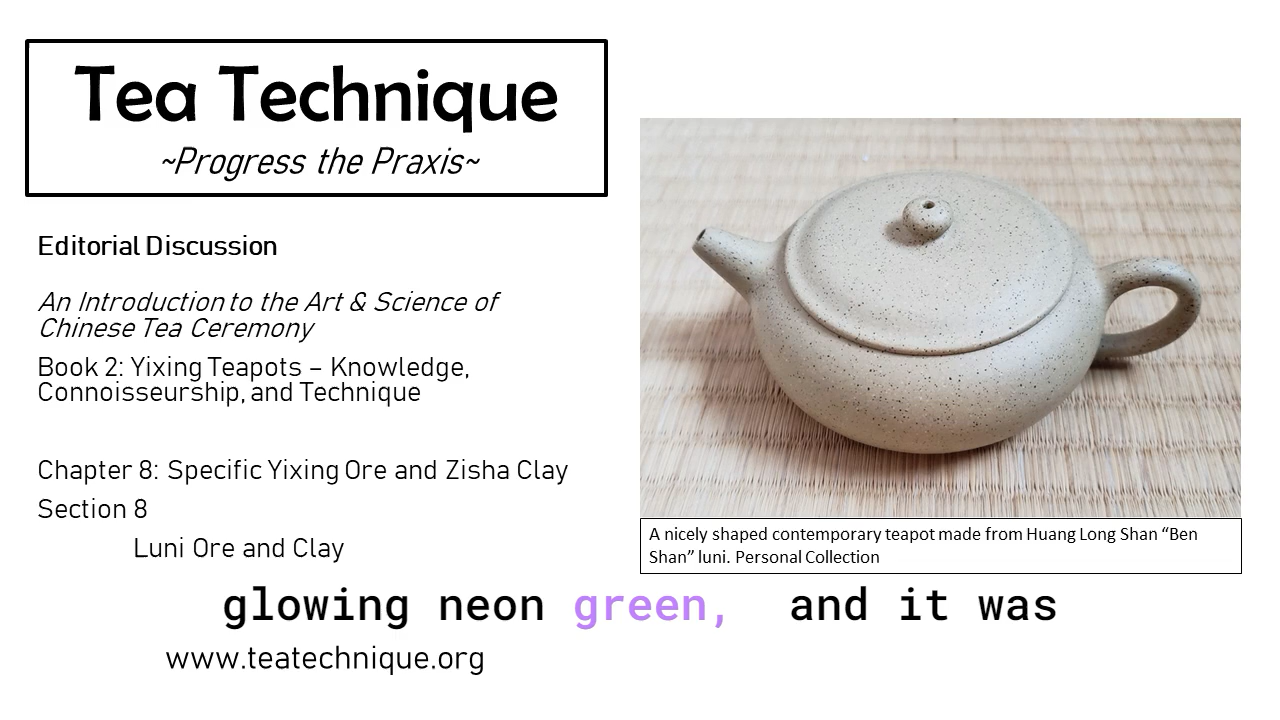 Tea Technique
~Progress the Praxis~
Editorial Discussion
An Introduction to the Art & Science of
Chinese Tea Ceremony
Book 2: Yixing Teapots – Knowledge,
Connoisseurship, and Technique
Chapter 8: Specific Yixing Ore and Zisha Clay
Section 8
Luni Ore and Clay
A nicely shaped contemporary teapot made from Huang Long Shan “Ben
Shan” luni. Personal Collection
glowing neon green, and it was
www.teatechnique.org